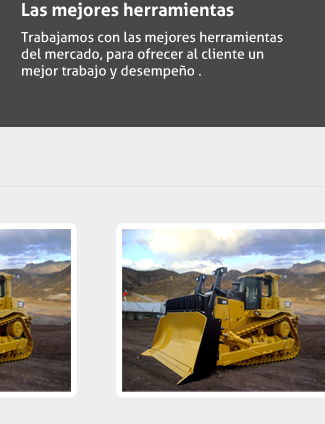 Las mejores herramientas
Trabajamos con las mejores herramientas
del mercado, para ofrecer al cliente un
mejor trabajo y desempeño .